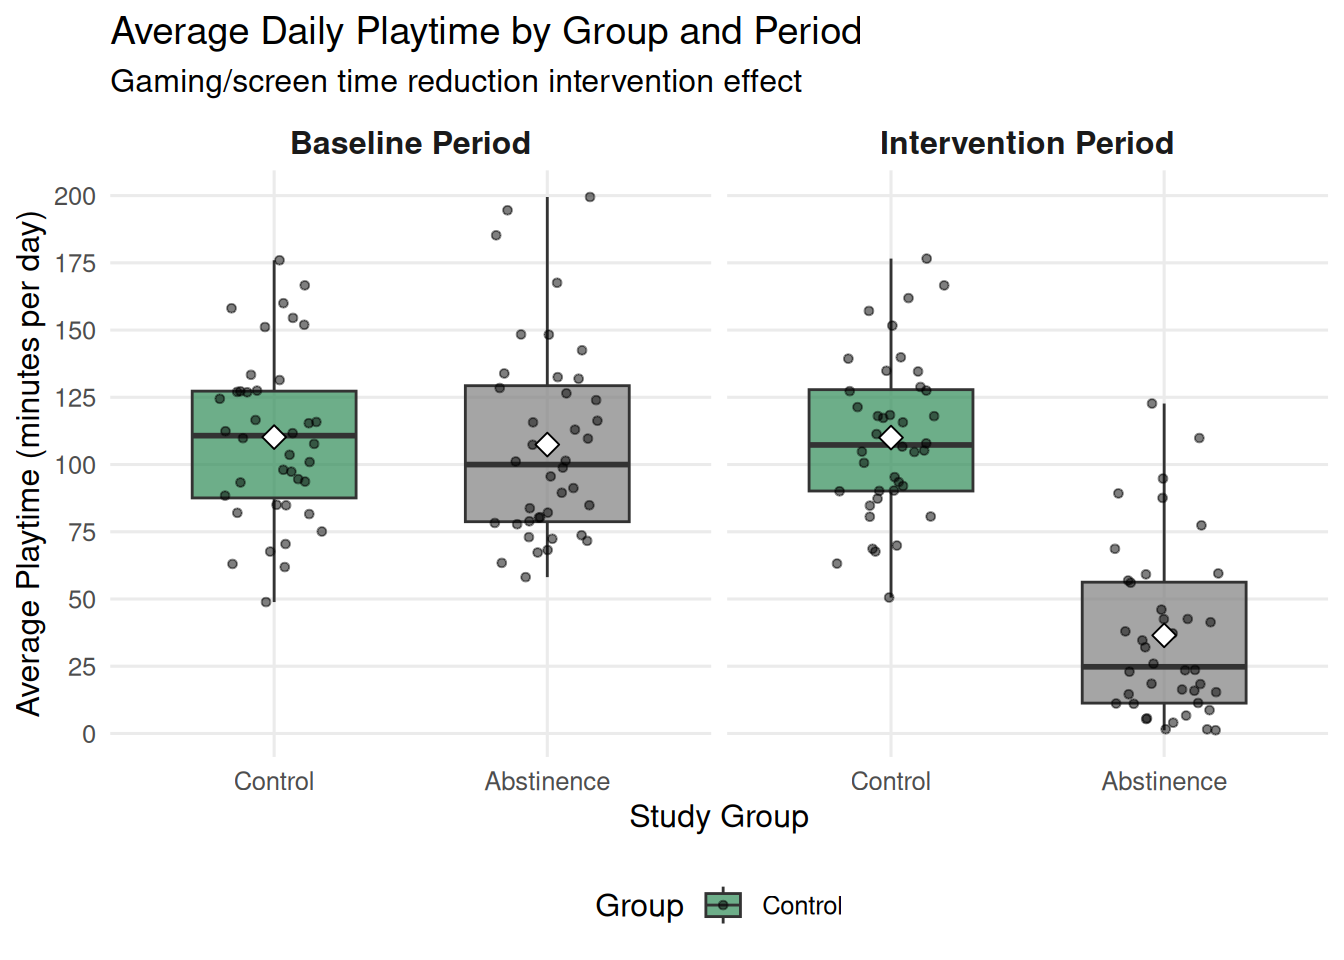 Average Daily Playtime by Group and Period
Gaming/screen time reduction intervention effect
Baseline Period
Intervention Period
Average Playtime (minutes per day)
200
175
150
125
100
75
50
25
0
Control
Abstinence
Control
Abstinence
Study Group
Group
Control